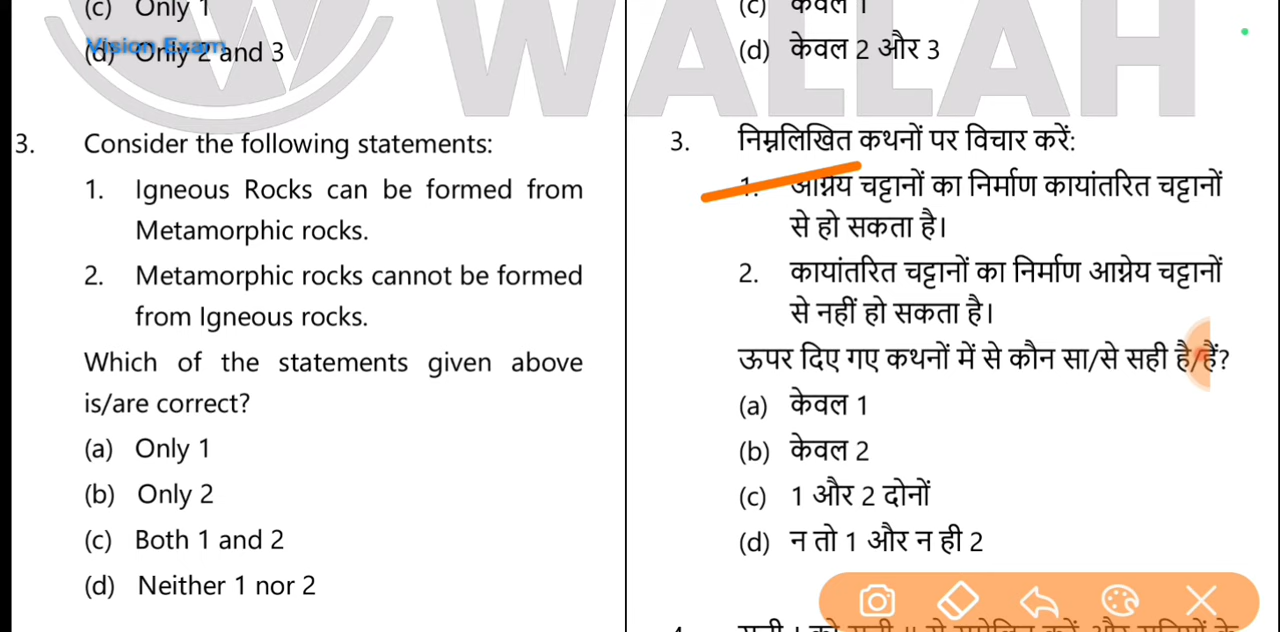 (c) Only 1
Vision Exam
(d) Only 2 and 3
WALLAH
3. Consider the following statements:
1. Igneous Rocks can be formed from
Metamorphic rocks.
2. Metamorphic rocks cannot be formed
from Igneous rocks.
Which of the statements given above
is/are correct?
(a) Only 1
(b) Only 2
(c) Both 1 and 2
(d) Neither 1 nor 2
(c) केवल 1
(d) केवल 2 और 3
3. निम्नलिखित कथनों पर विचार करें:
1. आग्नेय चट्टानों का निर्माण कायांतरित चट्टानों
से हो सकता है।
2. कायांतरित चट्टानों का निर्माण आग्नेय चट्टानों
से नहीं हो सकता है।
ऊपर दिए गए कथनों में से कौन सा/से सही है/हैं?
(a) केवल 1
(b) केवल 2
(c) 1 और 2 दोनों
(d) न तो 1 और न ही 2